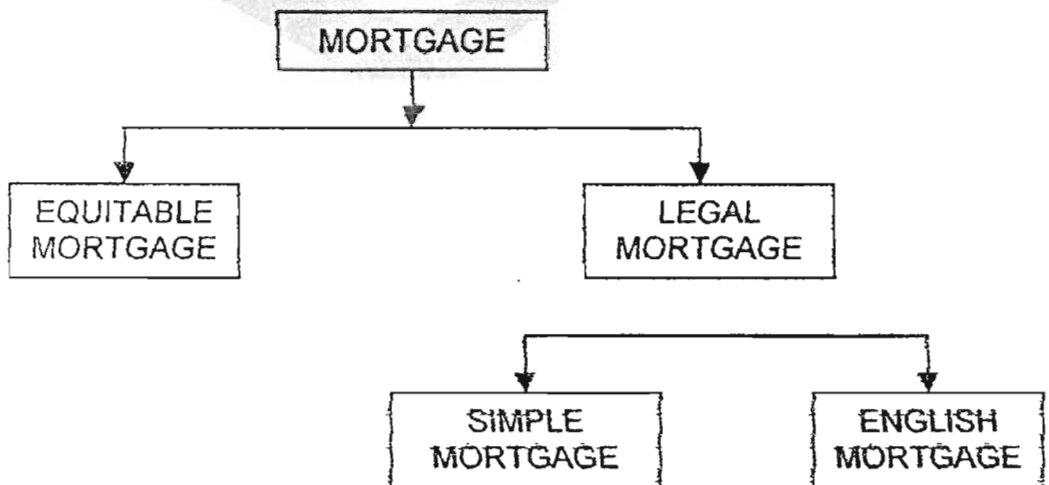 MORTGAGE
EQUITABLE
MORTGAGE
LEGAL
MORTGAGE
SIMPLE
MORTGAGE
ENGLISH
MORTGAGE